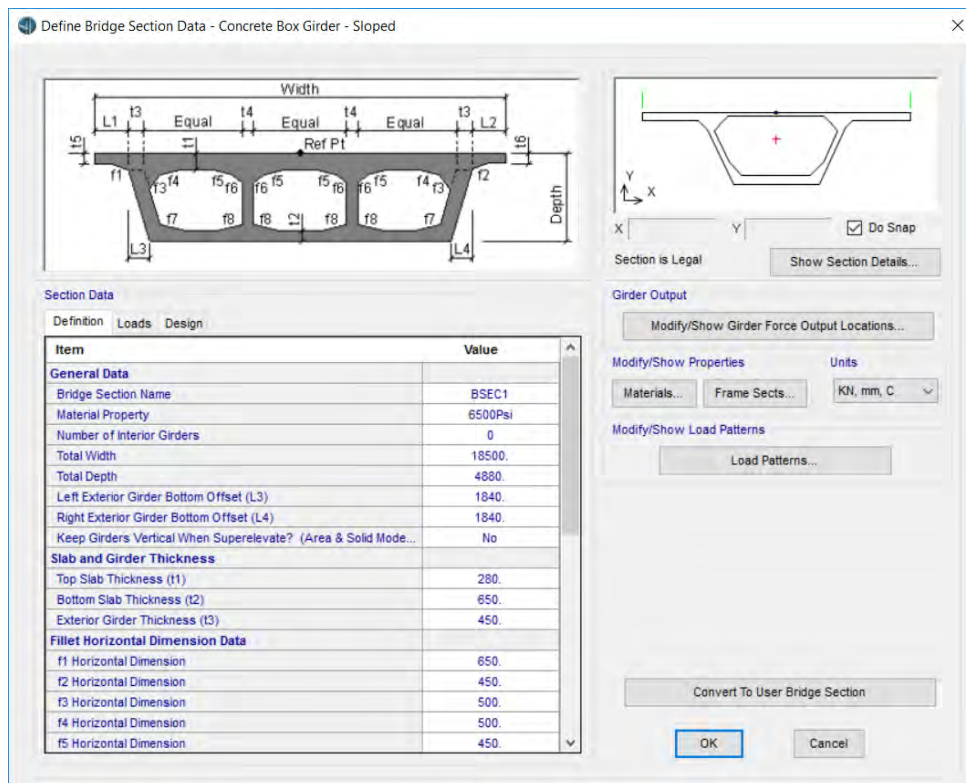 Define Bridge Section Data - Concrete Box Girder - Sloped
Width
L1 t3 Equal t4 Equal t4 Equal t3 L2
t5 t1 Ref Pt t6
f1 f3 f4 f5 f6 f6 f5 f5 f6 f6 f5 f4 f3 f2
Depth
f7 f8 t2 f8 f8 f8 f7
L3 L4
Y
X
X Y Do Snap
Section is Legal Show Section Details...
Section Data
Definition Loads Design
Item Value
General Data
Bridge Section Name BSEC1
Material Property 6500Psi
Number of Interior Girders 0
Total Width 18500.
Total Depth 4880.
Left Exterior Girder Bottom Offset (L3) 1840.
Right Exterior Girder Bottom Offset (L4) 1840.
Keep Girders Vertical When Superelevate? (Area & Solid Mode... No
Slab and Girder Thickness
Top Slab Thickness (t1) 280.
Bottom Slab Thickness (t2) 650.
Exterior Girder Thickness (t3) 450.
Fillet Horizontal Dimension Data
f1 Horizontal Dimension 650.
f2 Horizontal Dimension 450.
f3 Horizontal Dimension 500.
f4 Horizontal Dimension 500.
f5 Horizontal Dimension 450.
Girder Output
Modify/Show Girder Force Output Locations...
Modify/Show Properties Units
Materials... Frame Sects... KN, mm, C
Modify/Show Load Patterns
Load Patterns...
Convert To User Bridge Section
OK Cancel